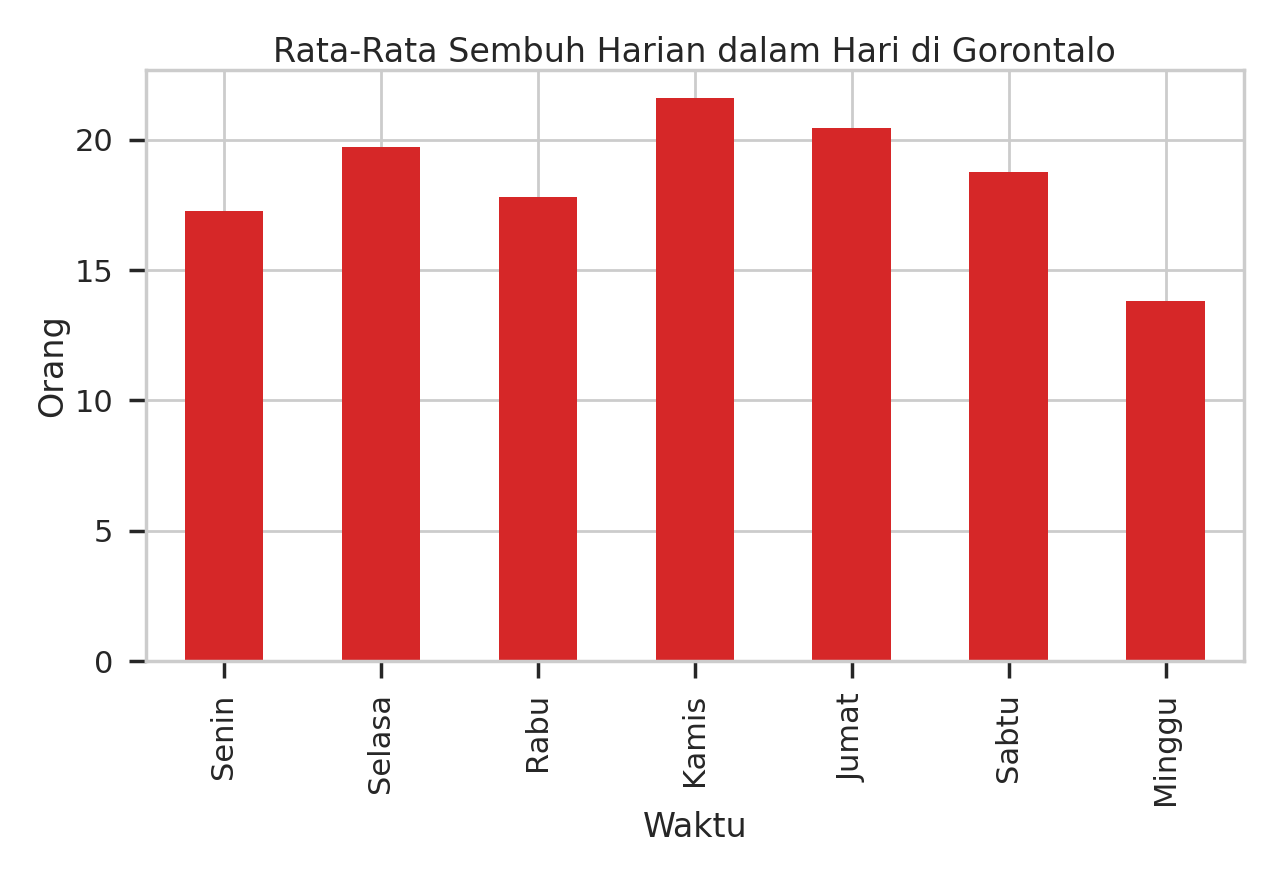 Rata-Rata Sembuh Harian dalam Hari di Gorontalo
Orang
20
15
10
5
0
Senin
Selasa
Rabu
Kamis
Jumat
Sabtu
Minggu
Waktu